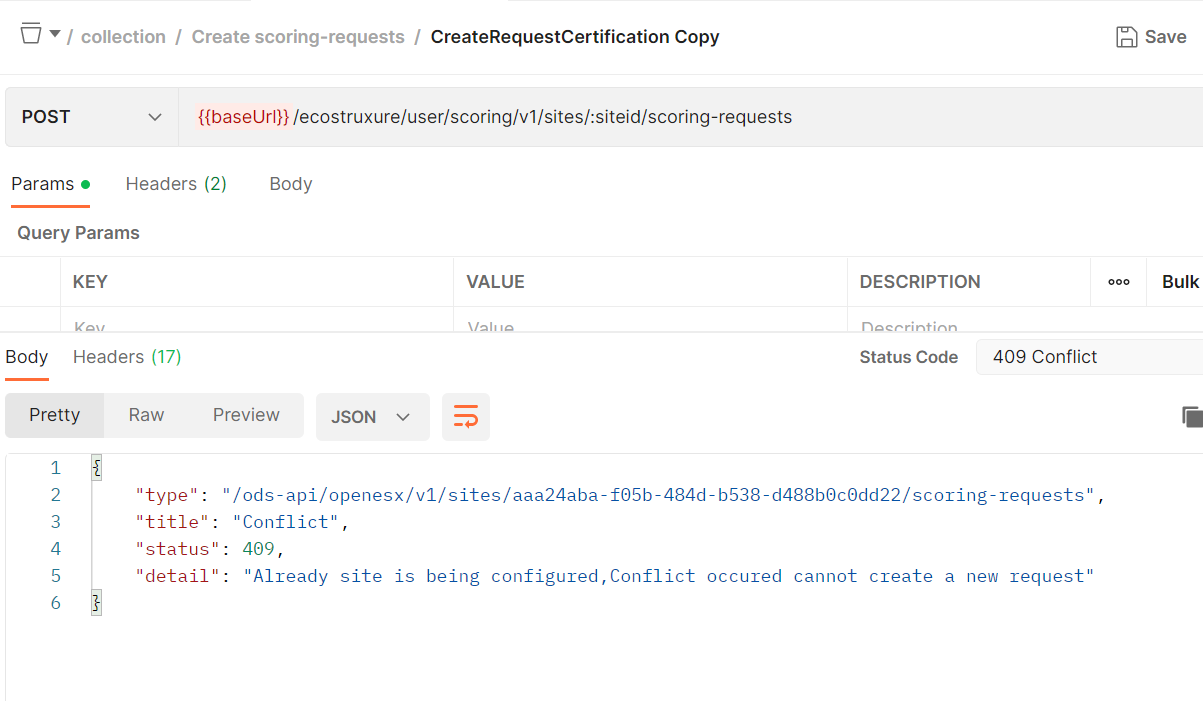 / collection / Create scoring-requests / CreateRequestCertification Copy Save
POST {{baseUrl}}/ecostruxure/user/scoring/v1/sites/:siteid/scoring-requests
Params Headers (2) Body
Query Params
KEY VALUE DESCRIPTION ooo Bulk
Key Value Description
Body Headers (17) Status Code 409 Conflict
Pretty Raw Preview JSON
1 {
2 "type": "/ods-api/openesx/v1/sites/aaa24aba-f05b-484d-b538-d488b0c0dd22/scoring-requests",
3 "title": "Conflict",
4 "status": 409,
5 "detail": "Already site is being configured,Conflict occured cannot create a new request"
6 }